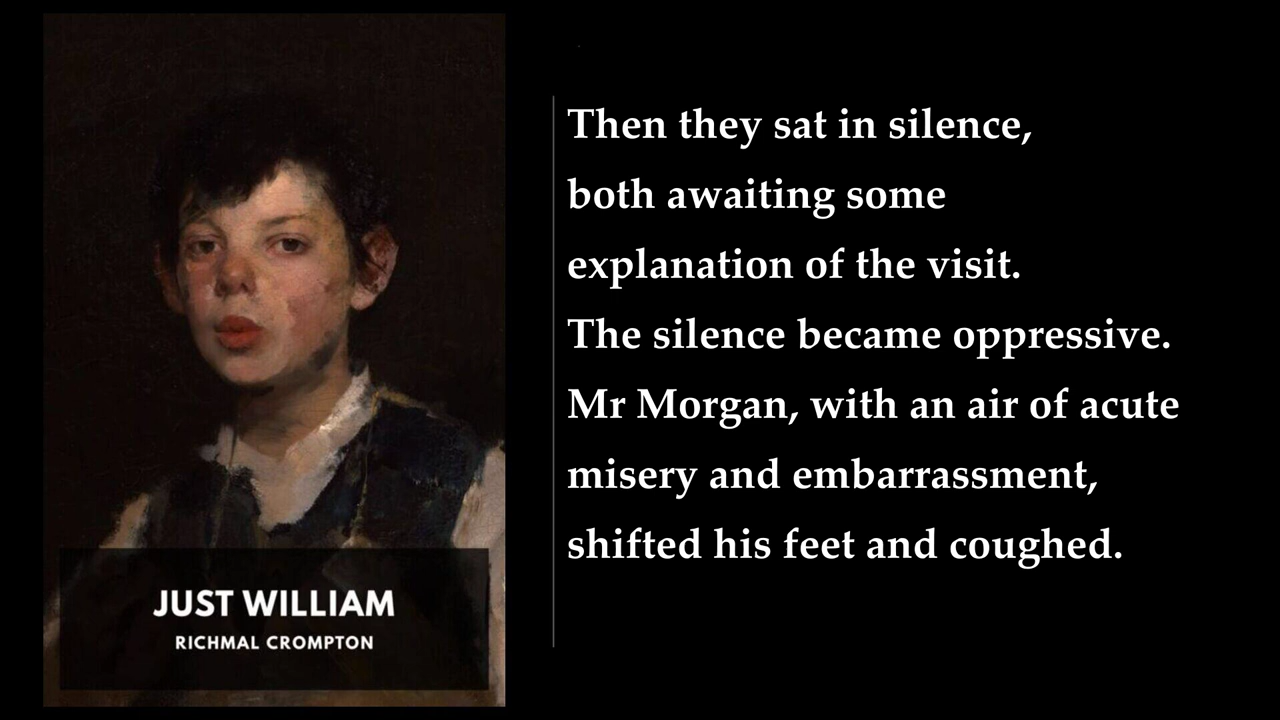 JUST WILLIAM
RICHMAL CROMPTON
Then they sat in silence,
both awaiting some
explanation of the visit.
The silence became oppressive.
Mr Morgan, with an air of acute
misery and embarrassment,
shifted his feet and coughed.